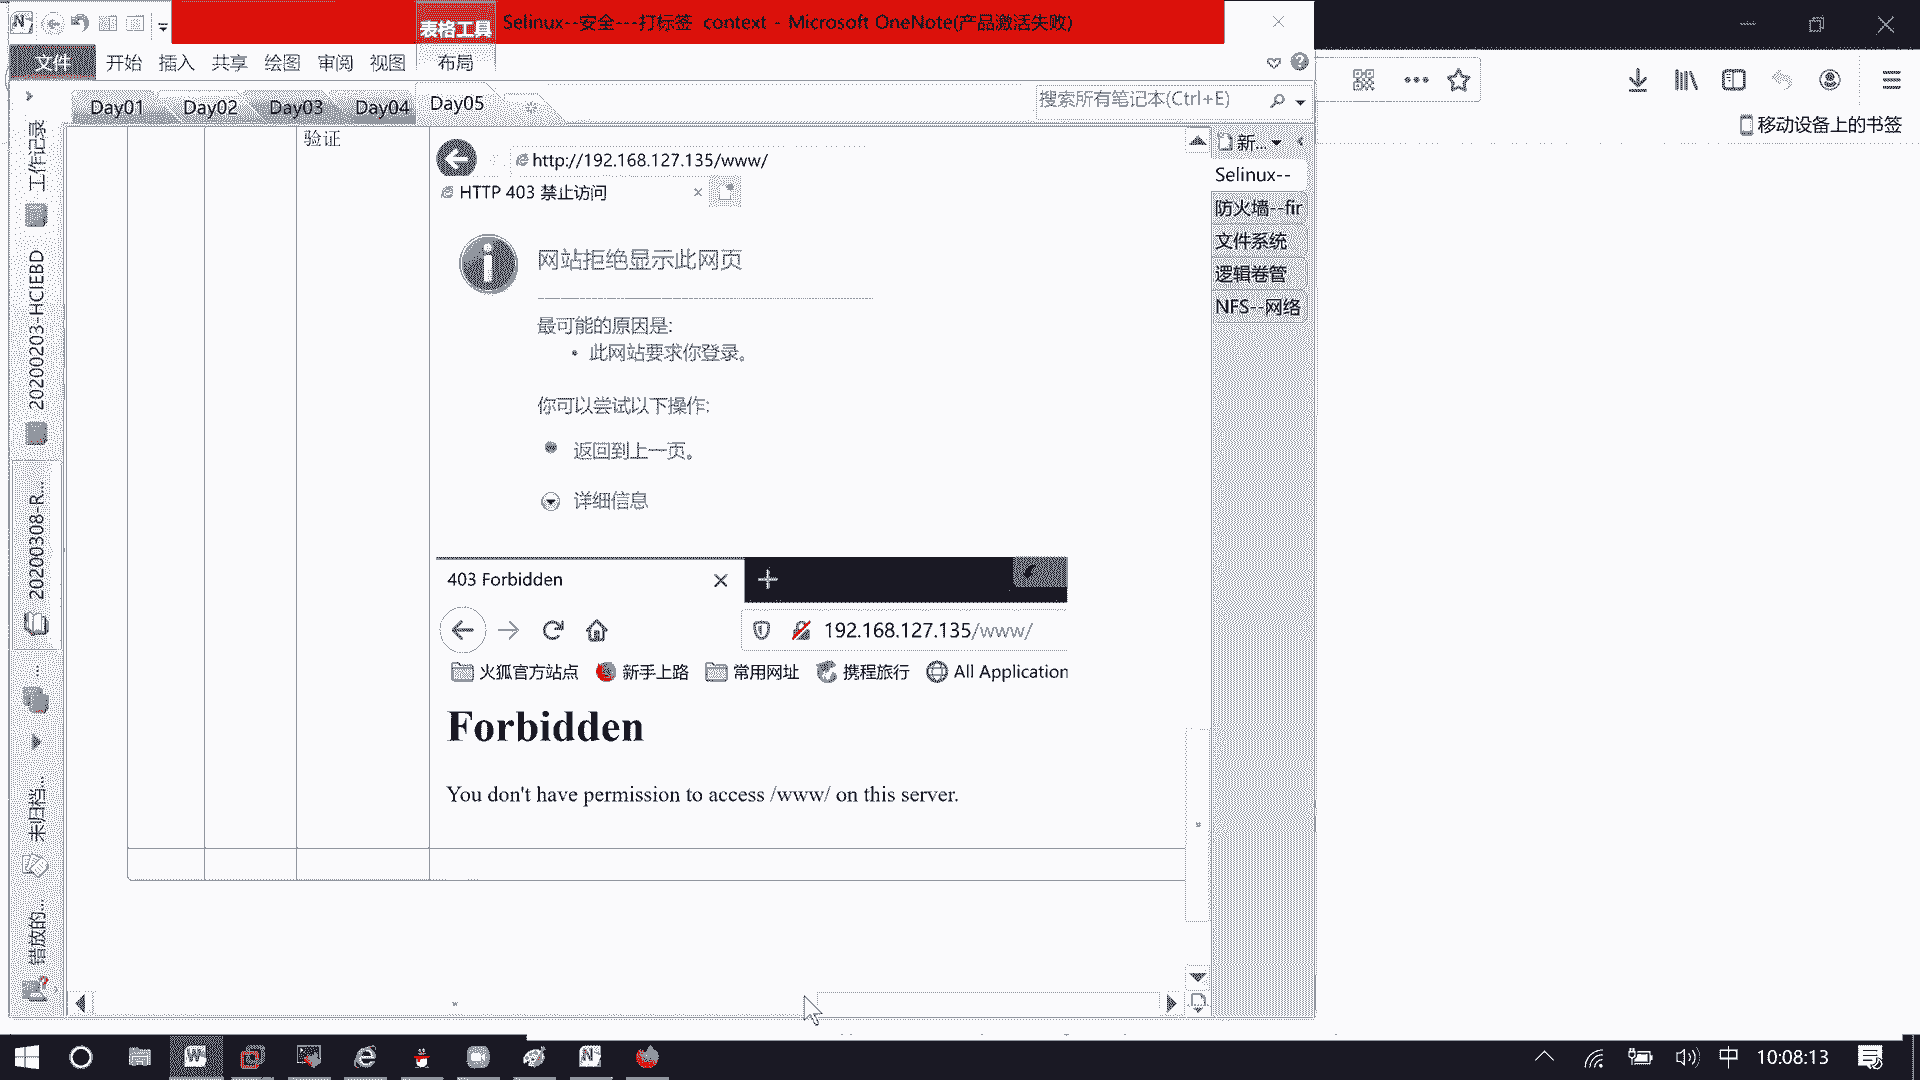 表格工具
Selinux--安全---打标签 context - Microsoft OneNote(产品激活失败)
文件 开始 插入 共享 绘图 审阅 视图 布局
Day01 Day02 Day03 Day04 Day05
搜索所有笔记本(Ctrl+E)
移动设备上的书签
工作记录
20200203-HCIEBD
20200308-R...
未归档...
错放的...
新...
Selinux--
防火墙--fir
文件系统
逻辑卷管
NFS--网络
验证
http://192.168.127.135/www/
HTTP 403 禁止访问
网站拒绝显示此网页
最可能的原因是:
• 此网站要求你登录。
你可以尝试以下操作:
返回到上一页。
详细信息
403 Forbidden
192.168.127.135/www/
火狐官方站点 新手上路 常用网址 携程旅行 All Application
Forbidden
You don't have permission to access /www/ on this server.
中 10:08:13